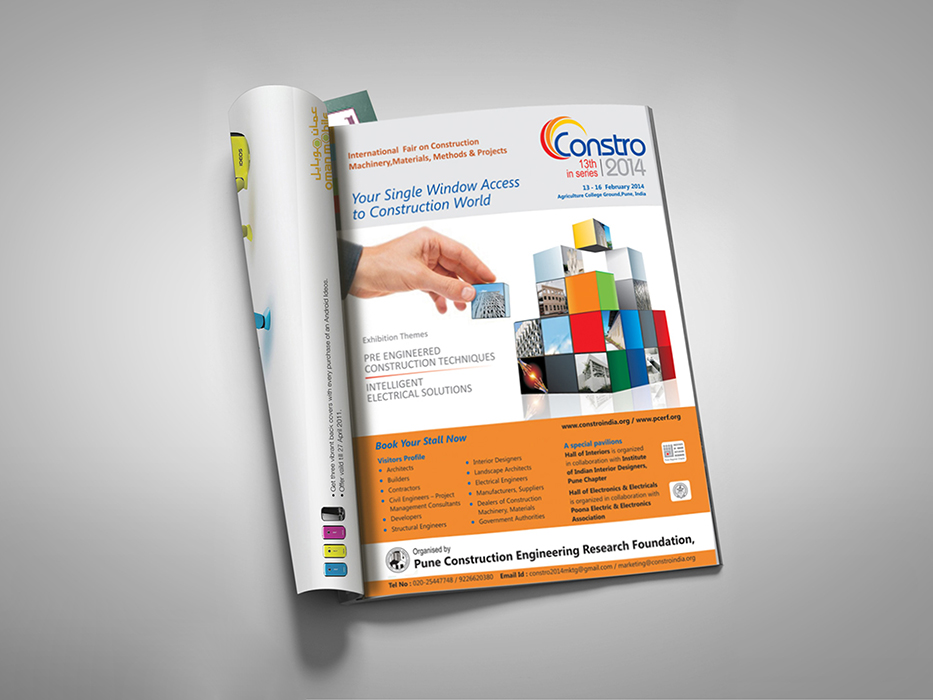 IDEOS
عمان موبايل
oman mobile
• Get three vibrant back covers with every purchase of an Android Ideos.
• Offer valid 18-27 April 2011.
International Fair on Construction
Machinery,Materials, Methods & Projects
Constro
13th
in series
2014
13 - 16 February 2014
Agriculture College Ground,Pune, India
Your Single Window Access
to Construction World
Exhibition Themes
PRE ENGINEERED
CONSTRUCTION TECHNIQUES
INTELLIGENT
ELECTRICAL SOLUTIONS
www.constroindia.org / www.pcerf.org
Book Your Stall Now
Visitors Profile
• Architects
• Builders
• Contractors
• Civil Engineers – Project
Management Consultants
• Developers
• Structural Engineers
• Interior Designers
• Landscape Architects
• Electrical Engineers
• Manufacturers, Suppliers
• Dealers of Construction
Machinery, Materials
• Government Authorities
A special pavilions
Hall of Interiors is organized
in collaboration with Institute
of Indian Interior Designers,
Pune Chapter
Hall of Electronics & Electricals
is organized in collaboration with
Poona Electric & Electronics
Association
Organised by
Pune Construction Engineering Research Foundation,
Tel No : 020-25447748 / 9226620380 Email Id : constro2014mktg@gmail.com / marketing@constroindia.org